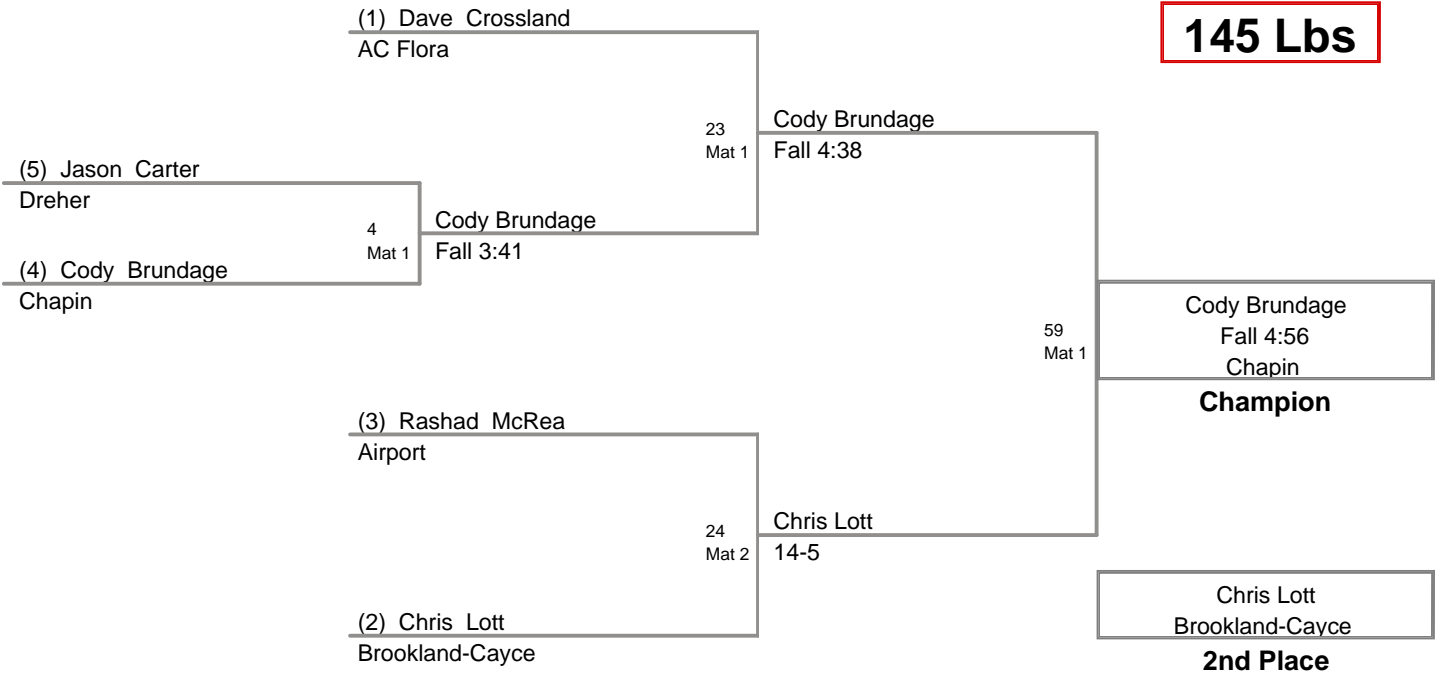 (1) Dave Crossland
AC Flora
145 Lbs
23
Mat 1
Cody Brundage
Fall 4:38
(5) Jason Carter
Dreher
4
Mat 1
Cody Brundage
Fall 3:41
(4) Cody Brundage
Chapin
59
Mat 1
Cody Brundage
Fall 4:56
Chapin
Champion
(3) Rashad McRea
Airport
24
Mat 2
Chris Lott
14-5
(2) Chris Lott
Brookland-Cayce
Chris Lott
Brookland-Cayce
2nd Place